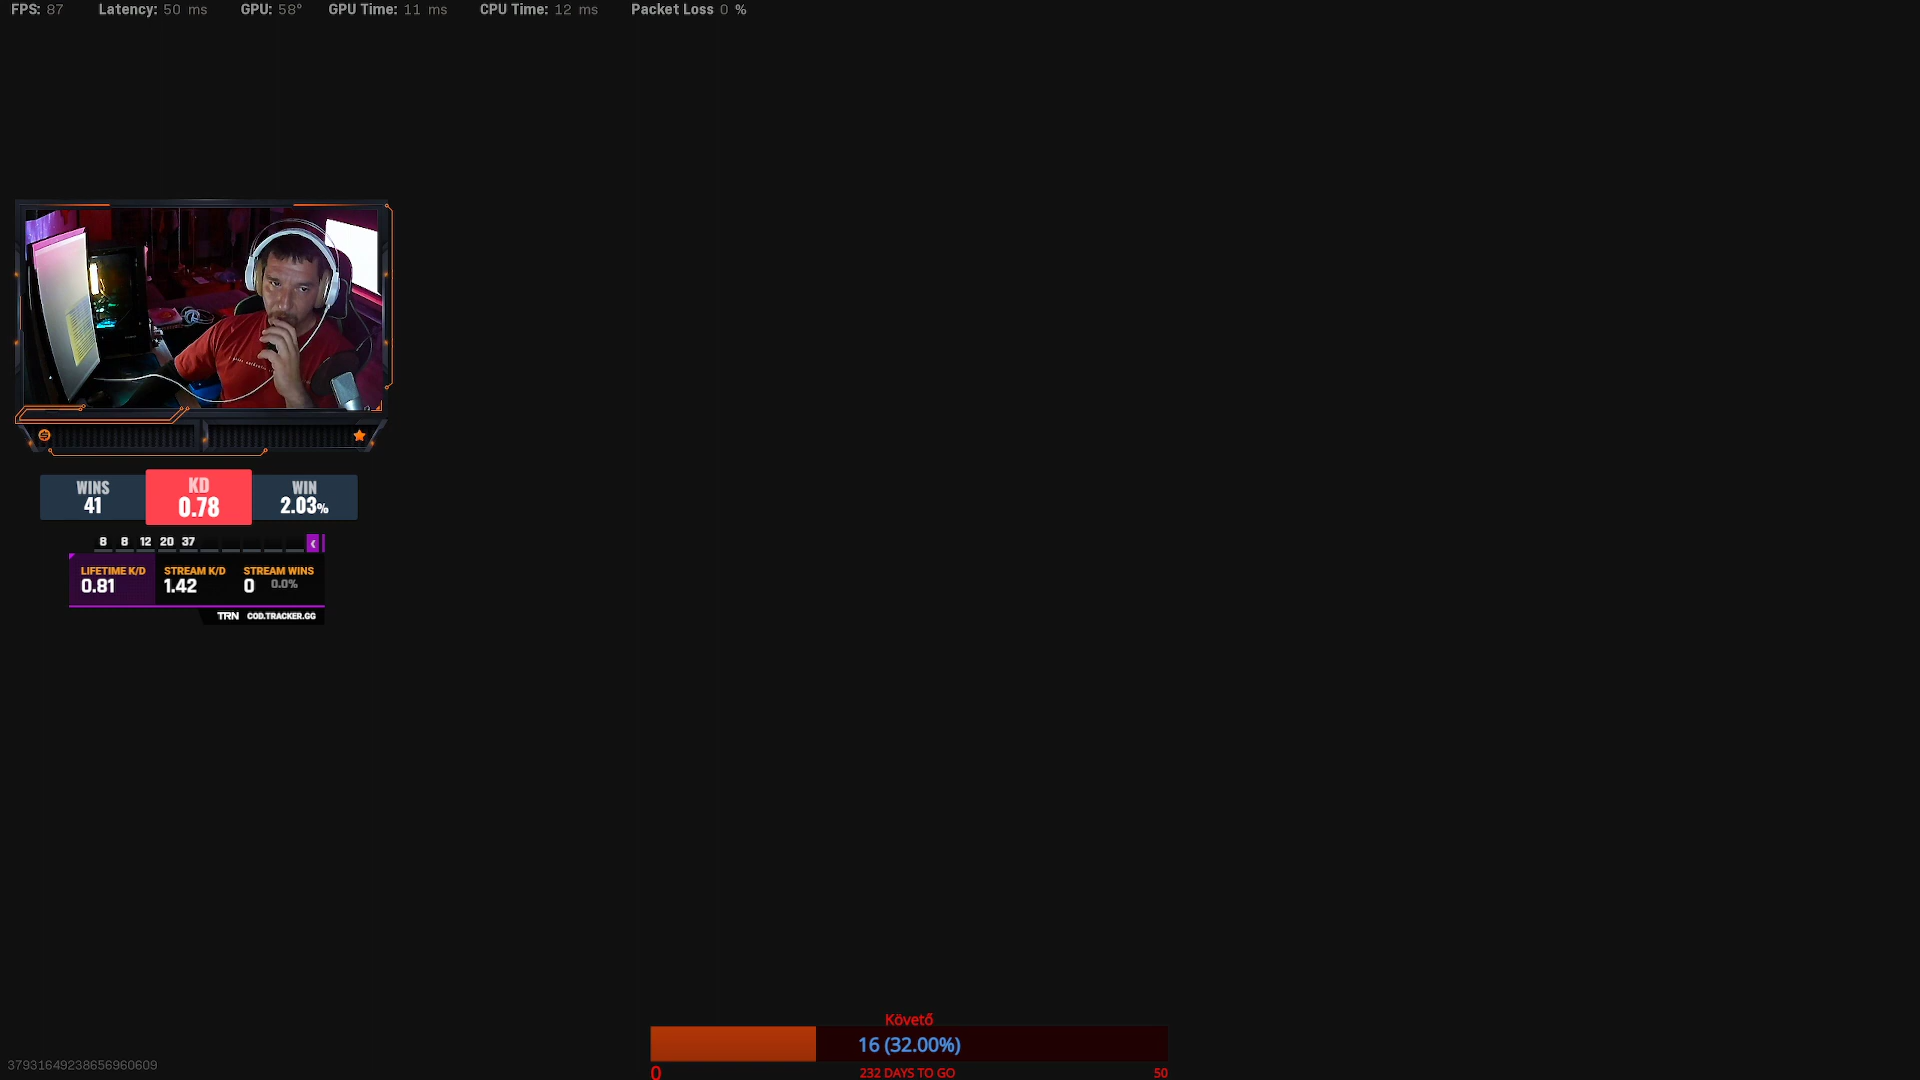 FPS: 87 Latency: 50 ms GPU: 58° GPU Time: 11 ms CPU Time: 12 ms Packet Loss 0 %
WINS KD WIN
41 0.78 2.03%
8 8 12 20 37
LIFETIME K/D STREAM K/D STREAM WINS
0.81 1.42 0 0.0%
TRN COD.TRACKER.GG
Követő
16 (32.00%)
0 232 DAYS TO GO 50
37931649238656960609